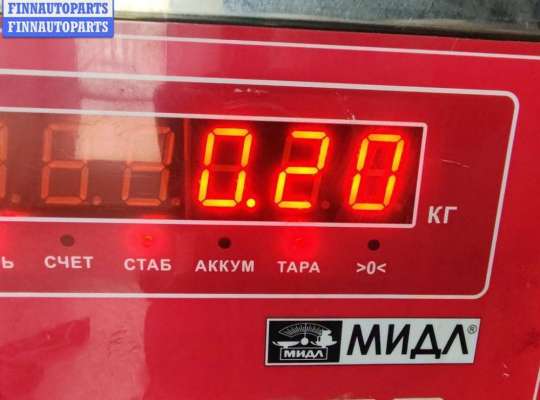 FINNAUTOPARTS
FINNAUTOPARTS
0.20
КГ
СЧЕТ СТАБ АККУМ ТАРА >0<
МИДЛ МИДЛ®